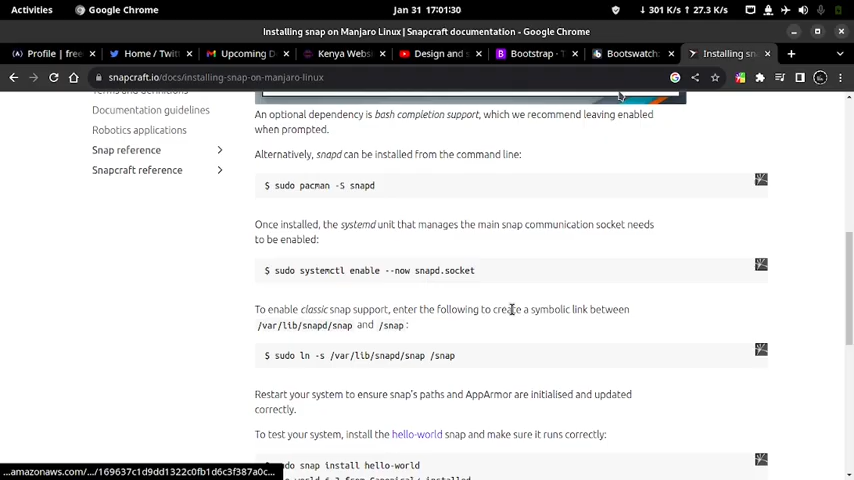 Activities
Google Chrome
Jan 31 17:01:30
↓ 301 K/s ↑ 27.3 K/s
Installing snap on Manjaro Linux | Snapcraft documentation - Google Chrome
Profile | free
Home / Twitt
Upcoming D
Kenya Webs
Design and s
Bootstrap · T
Bootswatch
Installing sn
snapcraft.io/docs/installing-snap-on-manjaro-linux
Terms and definitions
Documentation guidelines
Robotics applications
Snap reference
Snapcraft reference
An optional dependency is bash completion support, which we recommend leaving enabled
when prompted.
Alternatively, snapd can be installed from the command line:
$ sudo pacman -S snapd
Once installed, the systemd unit that manages the main snap communication socket needs
to be enabled:
$ sudo systemctl enable --now snapd.socket
To enable classic snap support, enter the following to create a symbolic link between
/var/lib/snapd/snap and /snap:
$ sudo ln -s /var/lib/snapd/snap /snap
Restart your system to ensure snap's paths and AppArmor are initialised and updated
correctly.
To test your system, install the hello-world snap and make sure it runs correctly:
sudo snap install hello-world
6.3 from Canonical✓ installed
...amazonaws.com/.../169637c1d9dd1322c0fb1d6c3f387a0c...